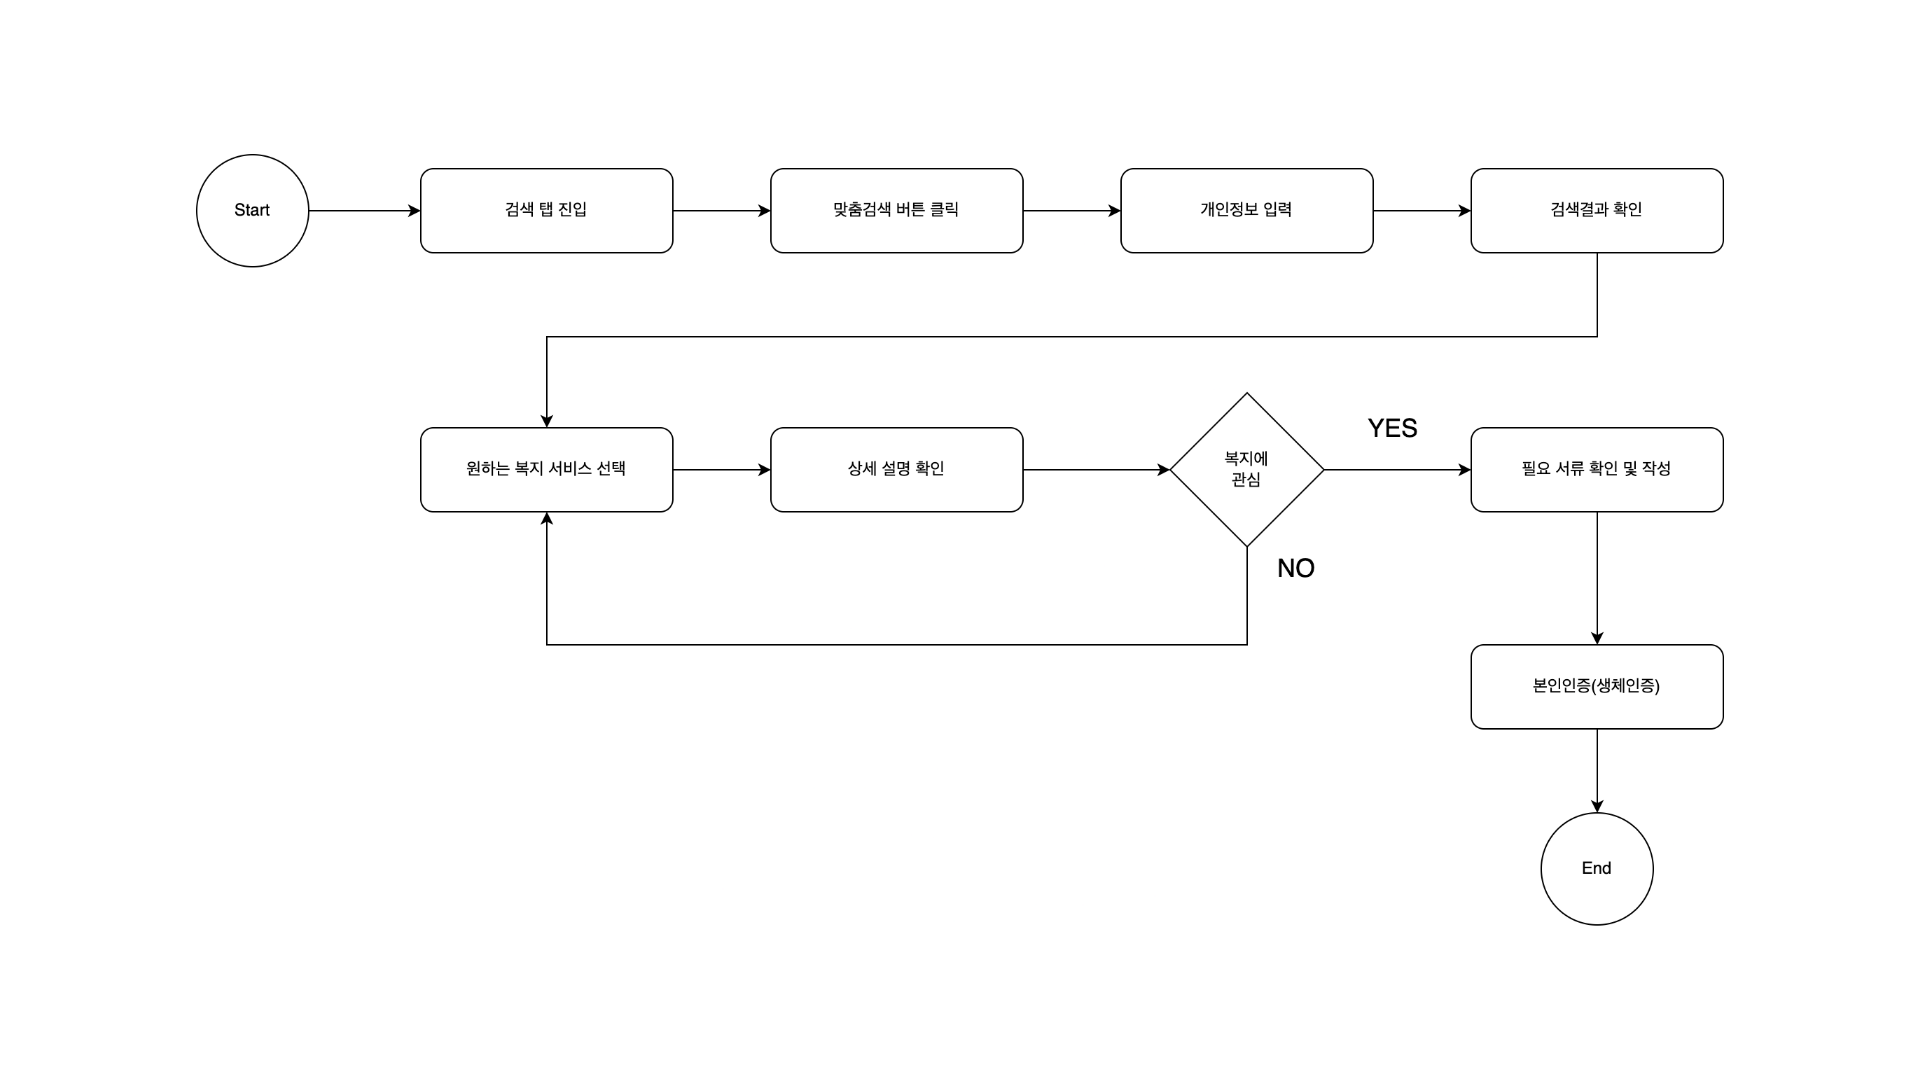 Start
검색 탭 진입
맞춤검색 버튼 클릭
개인정보 입력
검색결과 확인
원하는 복지 서비스 선택
상세 설명 확인
복지에
관심
YES
필요 서류 확인 및 작성
NO
본인인증(생체인증)
End